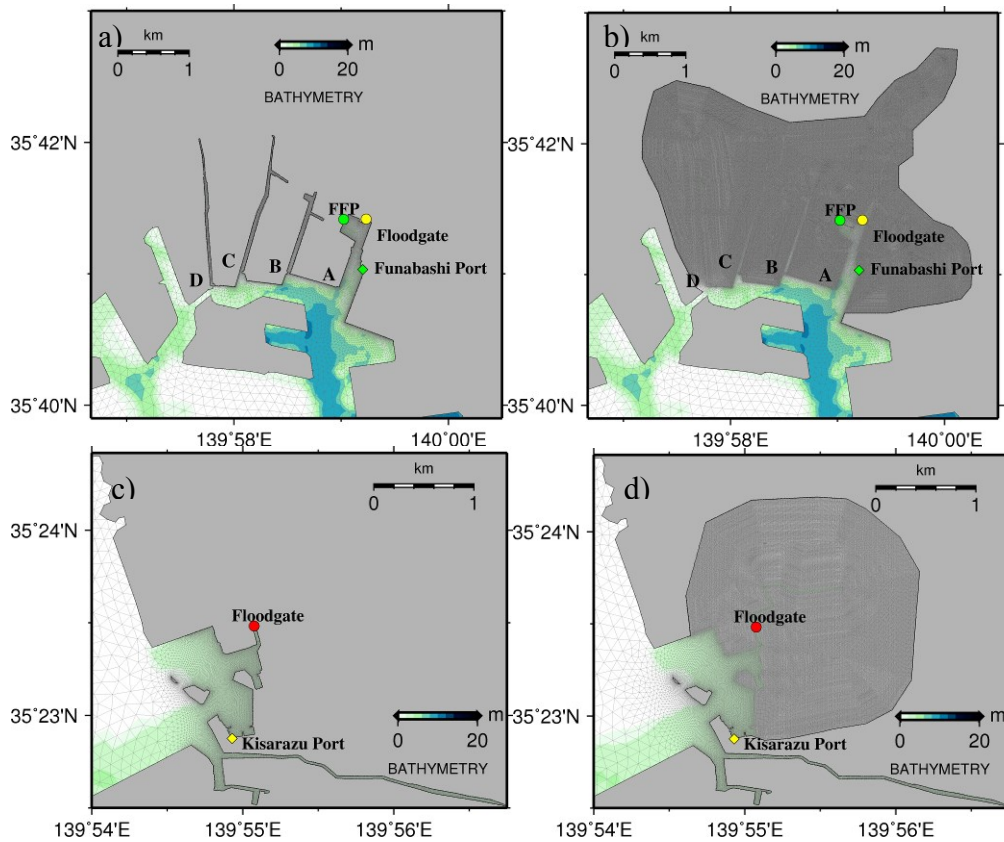 a)
km
0 1
m
0 20
BATHYMETRY
35°42'N
FFP
Floodgate
Funabashi Port
D
C
B
A
35°40'N
139°58'E 140°00'E
b)
km
0 1
m
0 20
BATHYMETRY
35°42'N
FFP
Floodgate
Funabashi Port
D
C
B
A
35°40'N
139°58'E 140°00'E
c)
km
0 1
35°24'N
Floodgate
35°23'N
Kisarazu Port
m
0 20
BATHYMETRY
139°54'E 139°55'E 139°56'E
d)
km
0 1
35°24'N
Floodgate
35°23'N
Kisarazu Port
m
0 20
BATHYMETRY
139°54'E 139°55'E 139°56'E